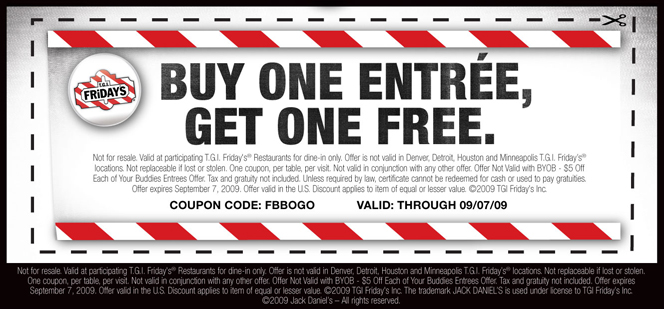 T.G.I.
FRiDAYS
BUY ONE ENTRÉE,
GET ONE FREE.
Not for resale. Valid at participating T.G.I. Friday's® Restaurants for dine-in only. Offer is not valid in Denver, Detroit, Houston and Minneapolis T.G.I. Friday's®
locations. Not replaceable if lost or stolen. One coupon, per table, per visit. Not valid in conjunction with any other offer. Offer Not Valid with BYOB - $5 Off
Each of Your Buddies Entrees Offer. Tax and gratuity not included. Unless required by law, certificate cannot be redeemed for cash or used to pay gratuities.
Offer expires September 7, 2009. Offer valid in the U.S. Discount applies to item of equal or lesser value. ©2009 TGI Friday's Inc.
COUPON CODE: FBBOGO VALID: THROUGH 09/07/09
Not for resale. Valid at participating T.G.I. Friday's® Restaurants for dine-in only. Offer is not valid in Denver, Detroit, Houston and Minneapolis T.G.I. Friday's® locations. Not replaceable if lost or stolen.
One coupon, per table, per visit. Not valid in conjunction with any other offer. Offer Not Valid with BYOB - $5 Off Each of Your Buddies Entrees Offer. Tax and gratuity not included. Offer expires
September 7, 2009. Offer valid in the U.S. Discount applies to item of equal or lesser value. ©2009 TGI Friday's Inc. The trademark JACK DANIEL'S is used under license to TGI Friday's Inc.
©2009 Jack Daniel's – All rights reserved.